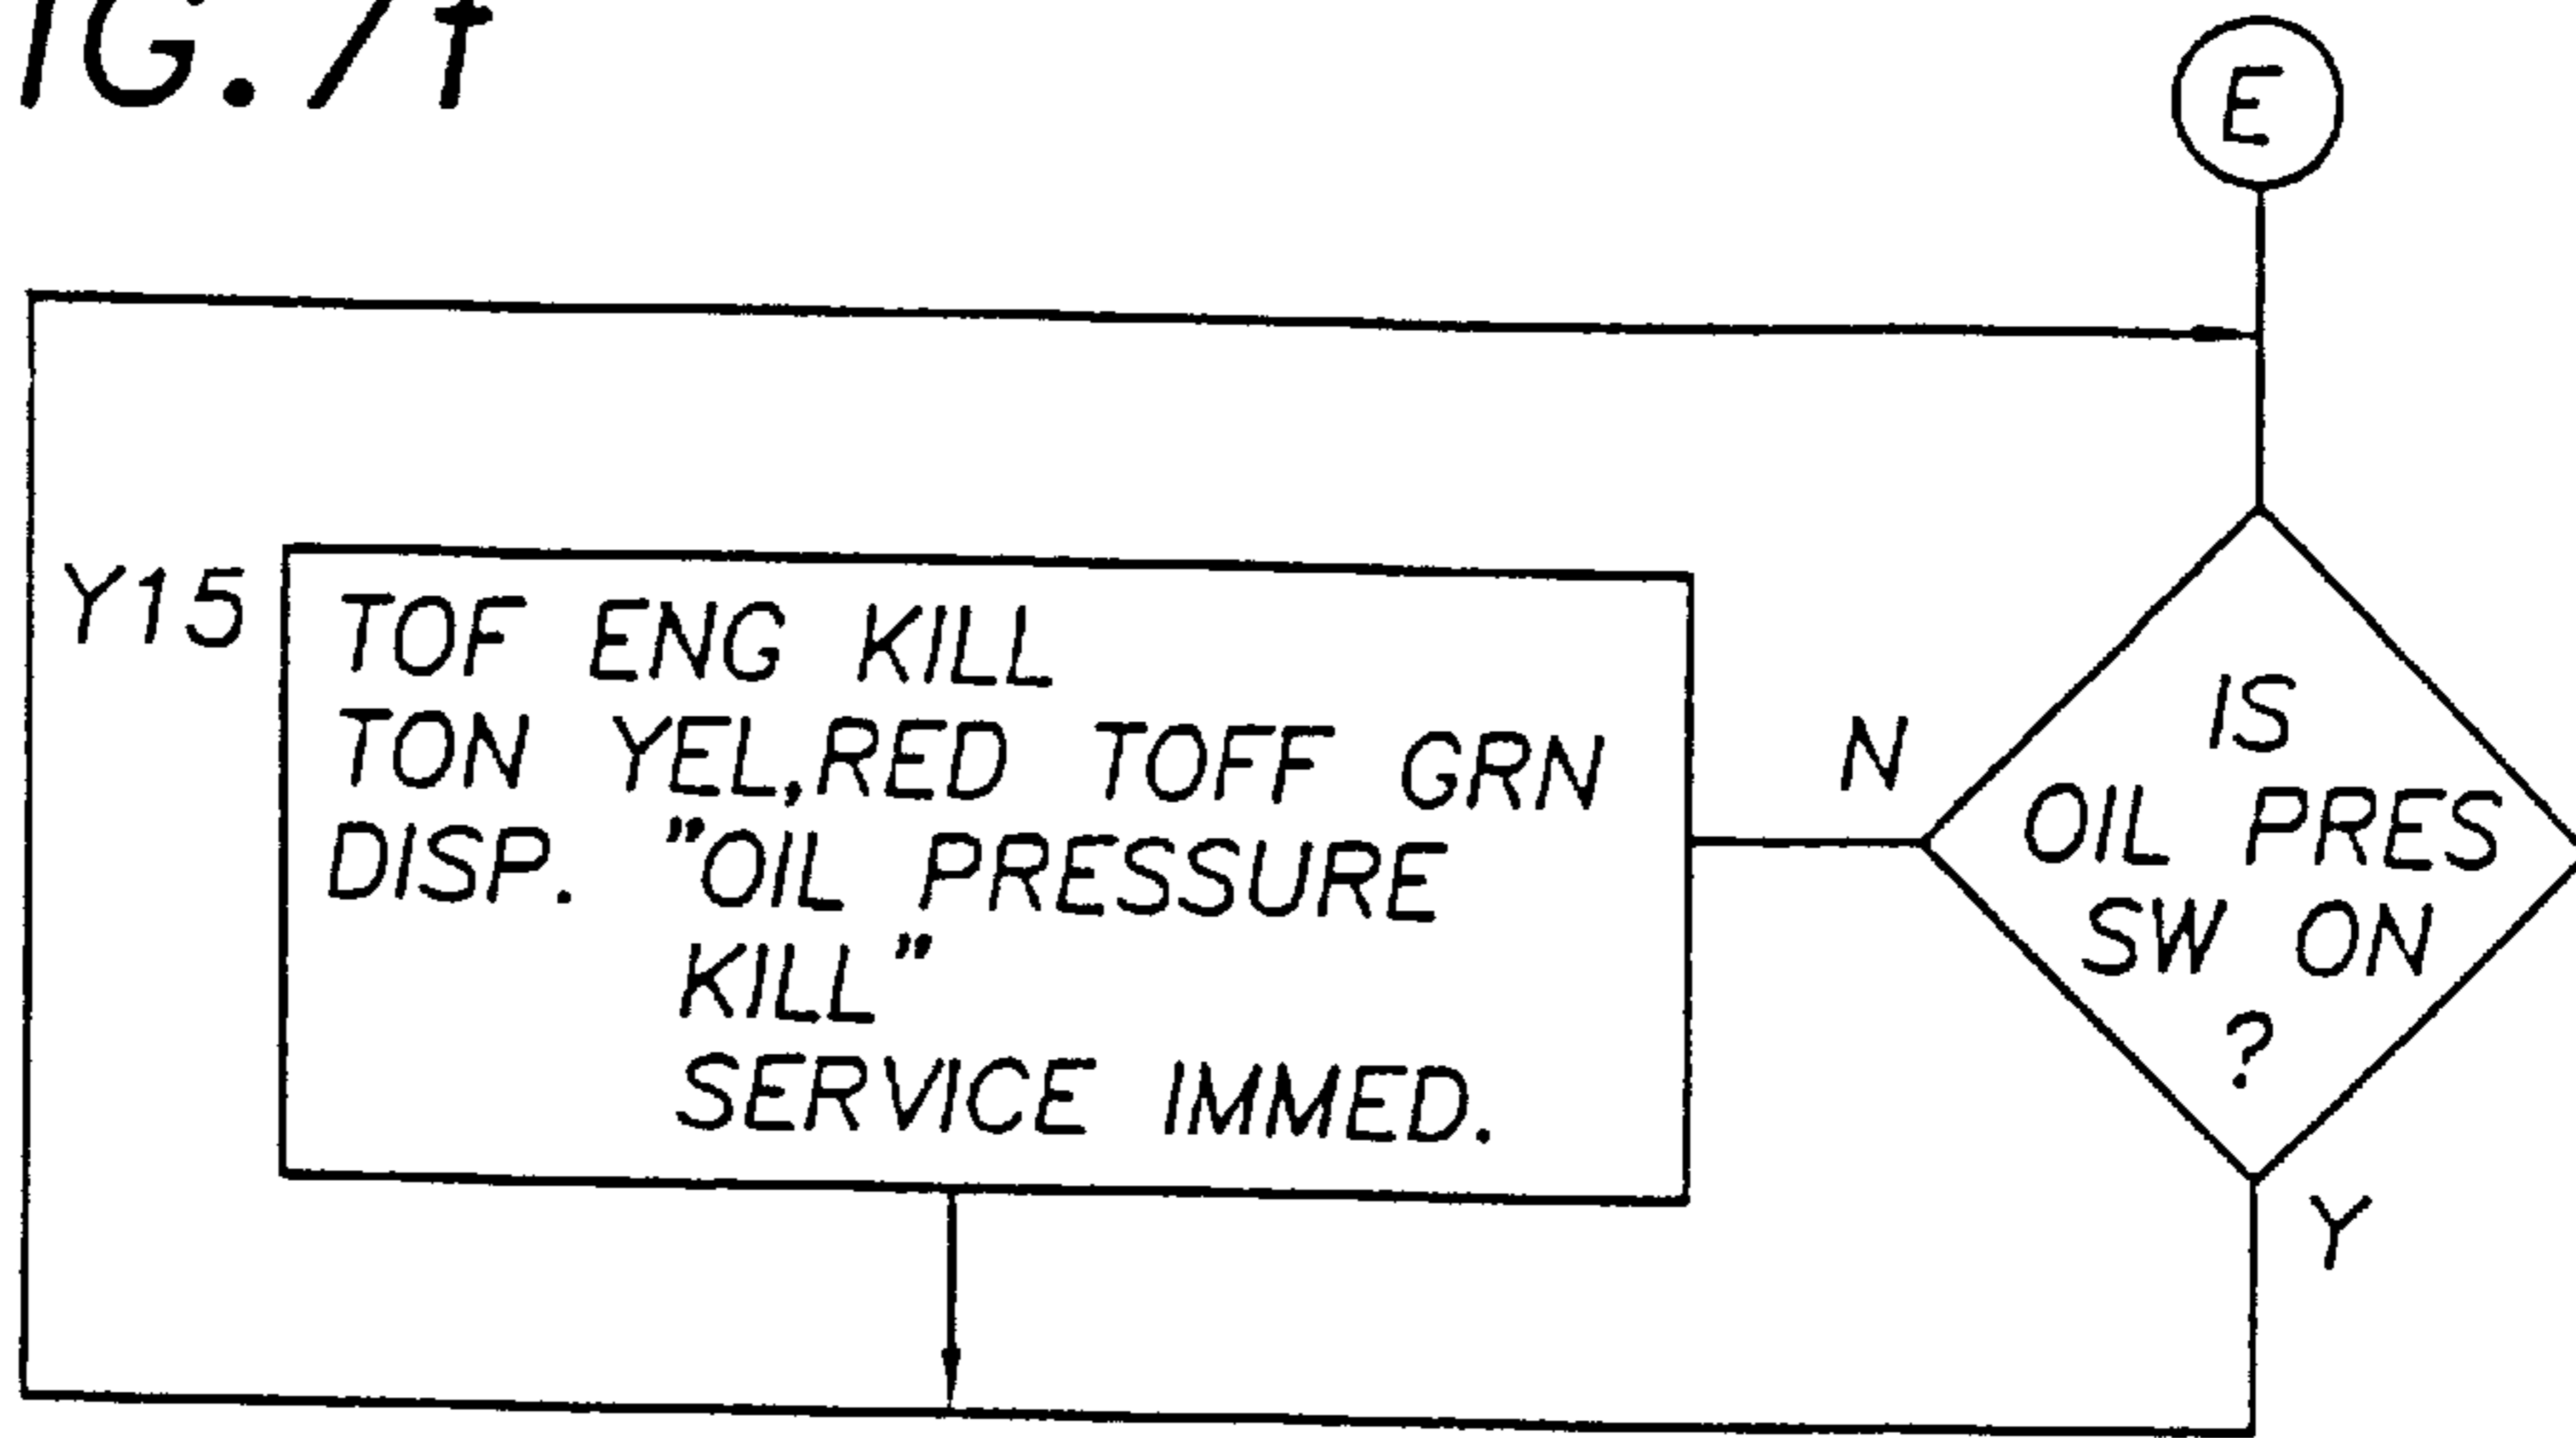 IG.
E
Y15
TOF ENG KILL
TON YEL,RED TOFF GRN
DISP. "OIL PRESSURE
KILL"
SERVICE IMMED.
N
IS
OIL PRES
SW ON
?
Y